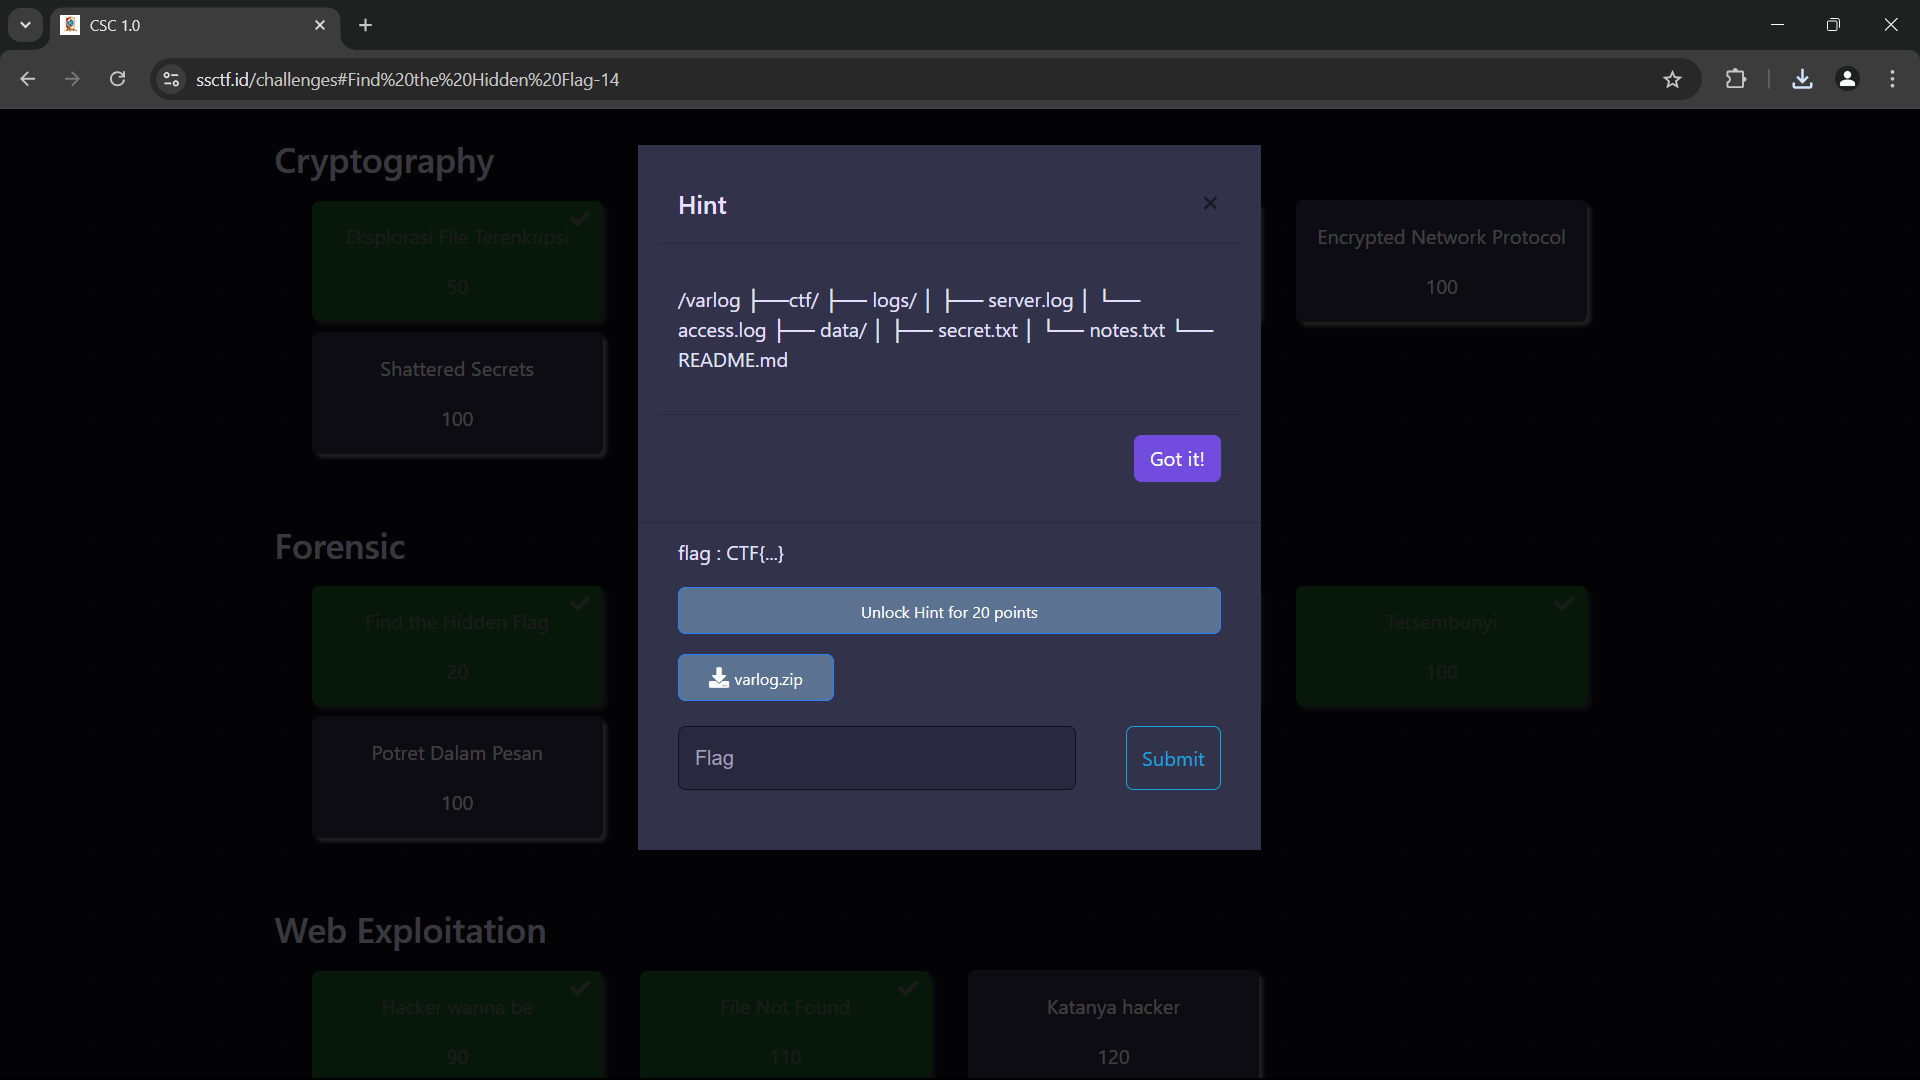 CSC 1.0
ssctf.id/challenges#Find%20the%20Hidden%20Flag-14
Cryptography
Eksplorasi File Terenkripsi
50
Encrypted Network Protocol
100
Shattered Secrets
100
Hint
/varlog ├──ctf/ ├── logs/ │ ├── server.log │ └──
access.log ├── data/ │ ├── secret.txt │ └── notes.txt └──
README.md
Got it!
flag : CTF{...}
Unlock Hint for 20 points
varlog.zip
Flag
Submit
Forensic
Find the Hidden Flag
20
Tersembunyi
100
Potret Dalam Pesan
100
Web Exploitation
Hacker wanna be
90
File Not Found
110
Katanya hacker
120